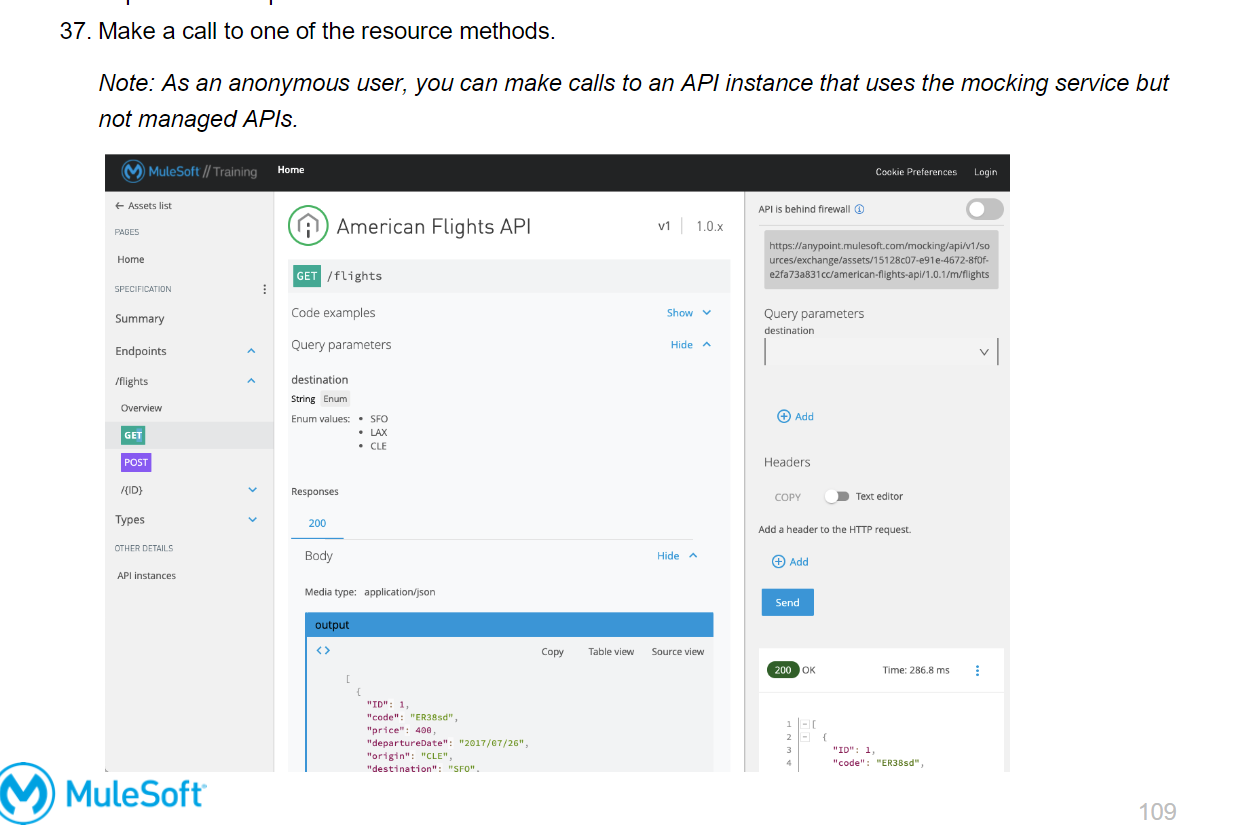 37. Make a call to one of the resource methods.
Note: As an anonymous user, you can make calls to an API instance that uses the mocking service but
not managed APIs.
MuleSoft // Training
Home
Cookie Preferences
Login
← Assets list
PAGES
Home
SPECIFICATION
Summary
Endpoints
/flights
Overview
GET
POST
/{ID}
Types
OTHER DETAILS
API instances
American Flights API
v1 | 1.0.x
GET /flights
Code examples
Show
Query parameters
Hide
destination
String Enum
Enum values: • SFO
• LAX
• CLE
Responses
200
Body
Hide
Media type: application/json
output
<>
Copy
Table view
Source view
[
{
"ID": 1,
"code": "ER38sd",
"price": 400,
"departureDate": "2017/07/26",
"origin": "CLE",
"destination": "SFO",
API is behind firewall
https://anypoint.mulesoft.com/mocking/api/v1/so
urces/exchange/assets/15128c07-e91e-4672-8f0f-
e2fa73a831cc/american-flights-api/1.0.1/m/flights
Query parameters
destination
Add
Headers
COPY
Text editor
Add a header to the HTTP request.
Add
Send
200 OK
Time: 286.8 ms
1 [
2 {
3 "ID": 1,
4 "code": "ER38sd",
MuleSoft
109